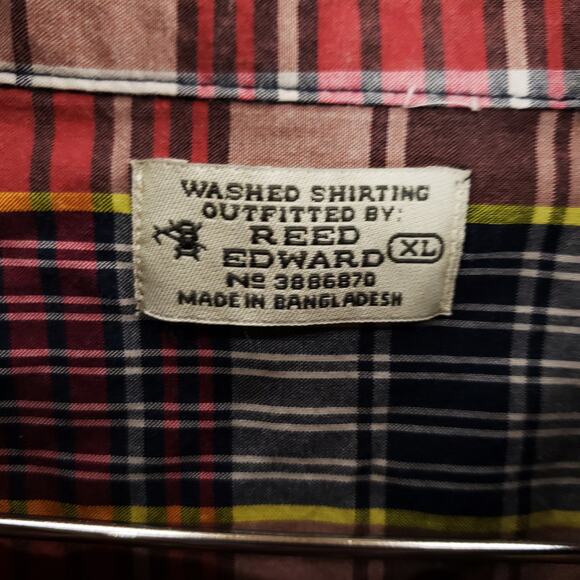 WASHED SHIRTING
OUTFITTED BY:
REED
EDWARD XL
Nº 3886870
MADE IN BANGLADESH